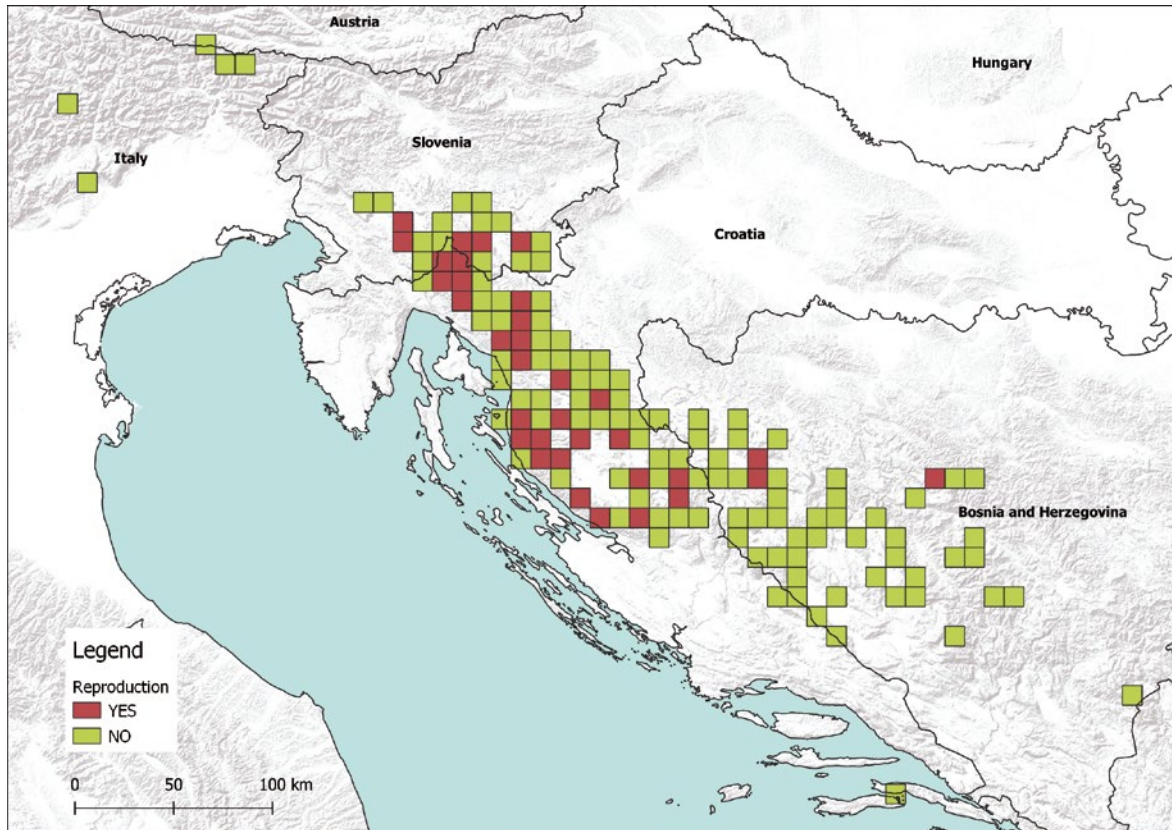 Austria
Hungary
Italy
Slovenia
Croatia
Bosnia and Herzegovina
Legend
Reproduction
YES
NO
0 50 100 km